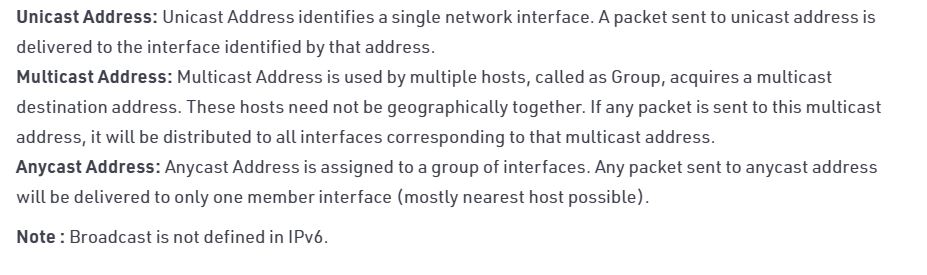 Unicast Address: Unicast Address identifies a single network interface. A packet sent to unicast address is
delivered to the interface identified by that address.
Multicast Address: Multicast Address is used by multiple hosts, called as Group, acquires a multicast
destination address. These hosts need not be geographically together. If any packet is sent to this multicast
address, it will be distributed to all interfaces corresponding to that multicast address.
Anycast Address: Anycast Address is assigned to a group of interfaces. Any packet sent to anycast address
will be delivered to only one member interface (mostly nearest host possible).
Note : Broadcast is not defined in IPv6.